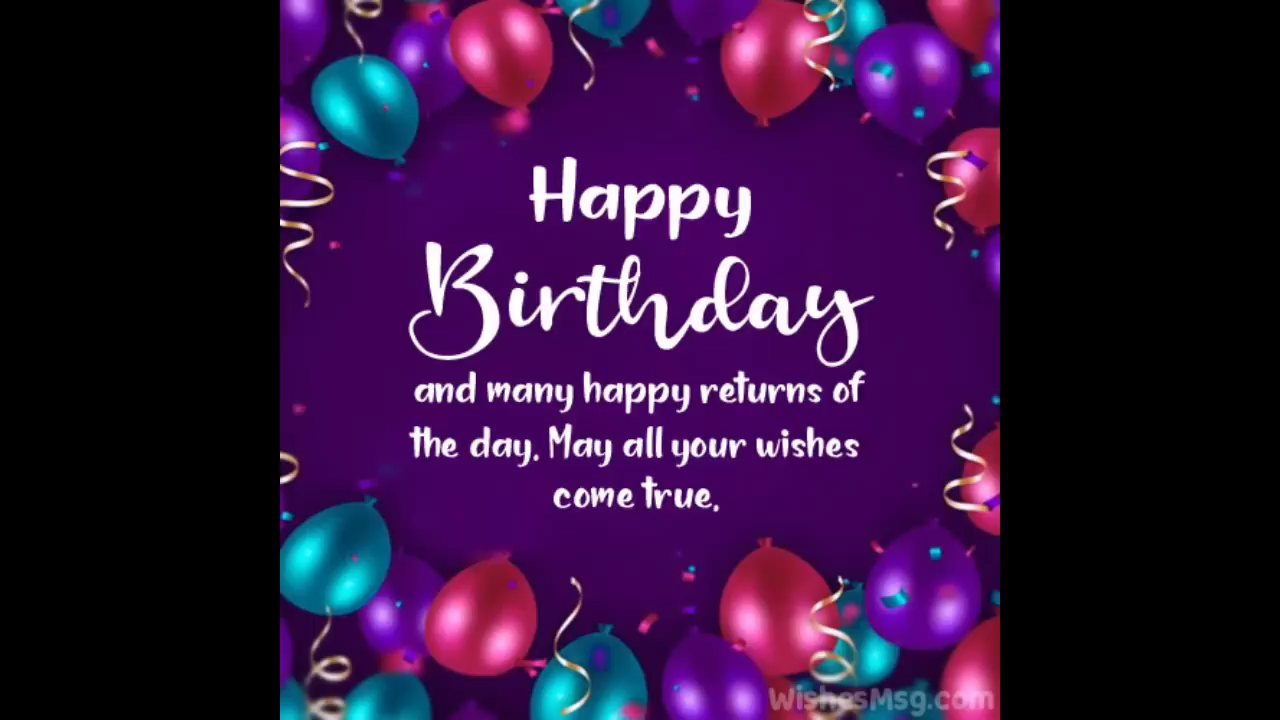 Happy
Birthday
and many happy returns of
the day. May all your wishes
come true.
WishesMsg.com